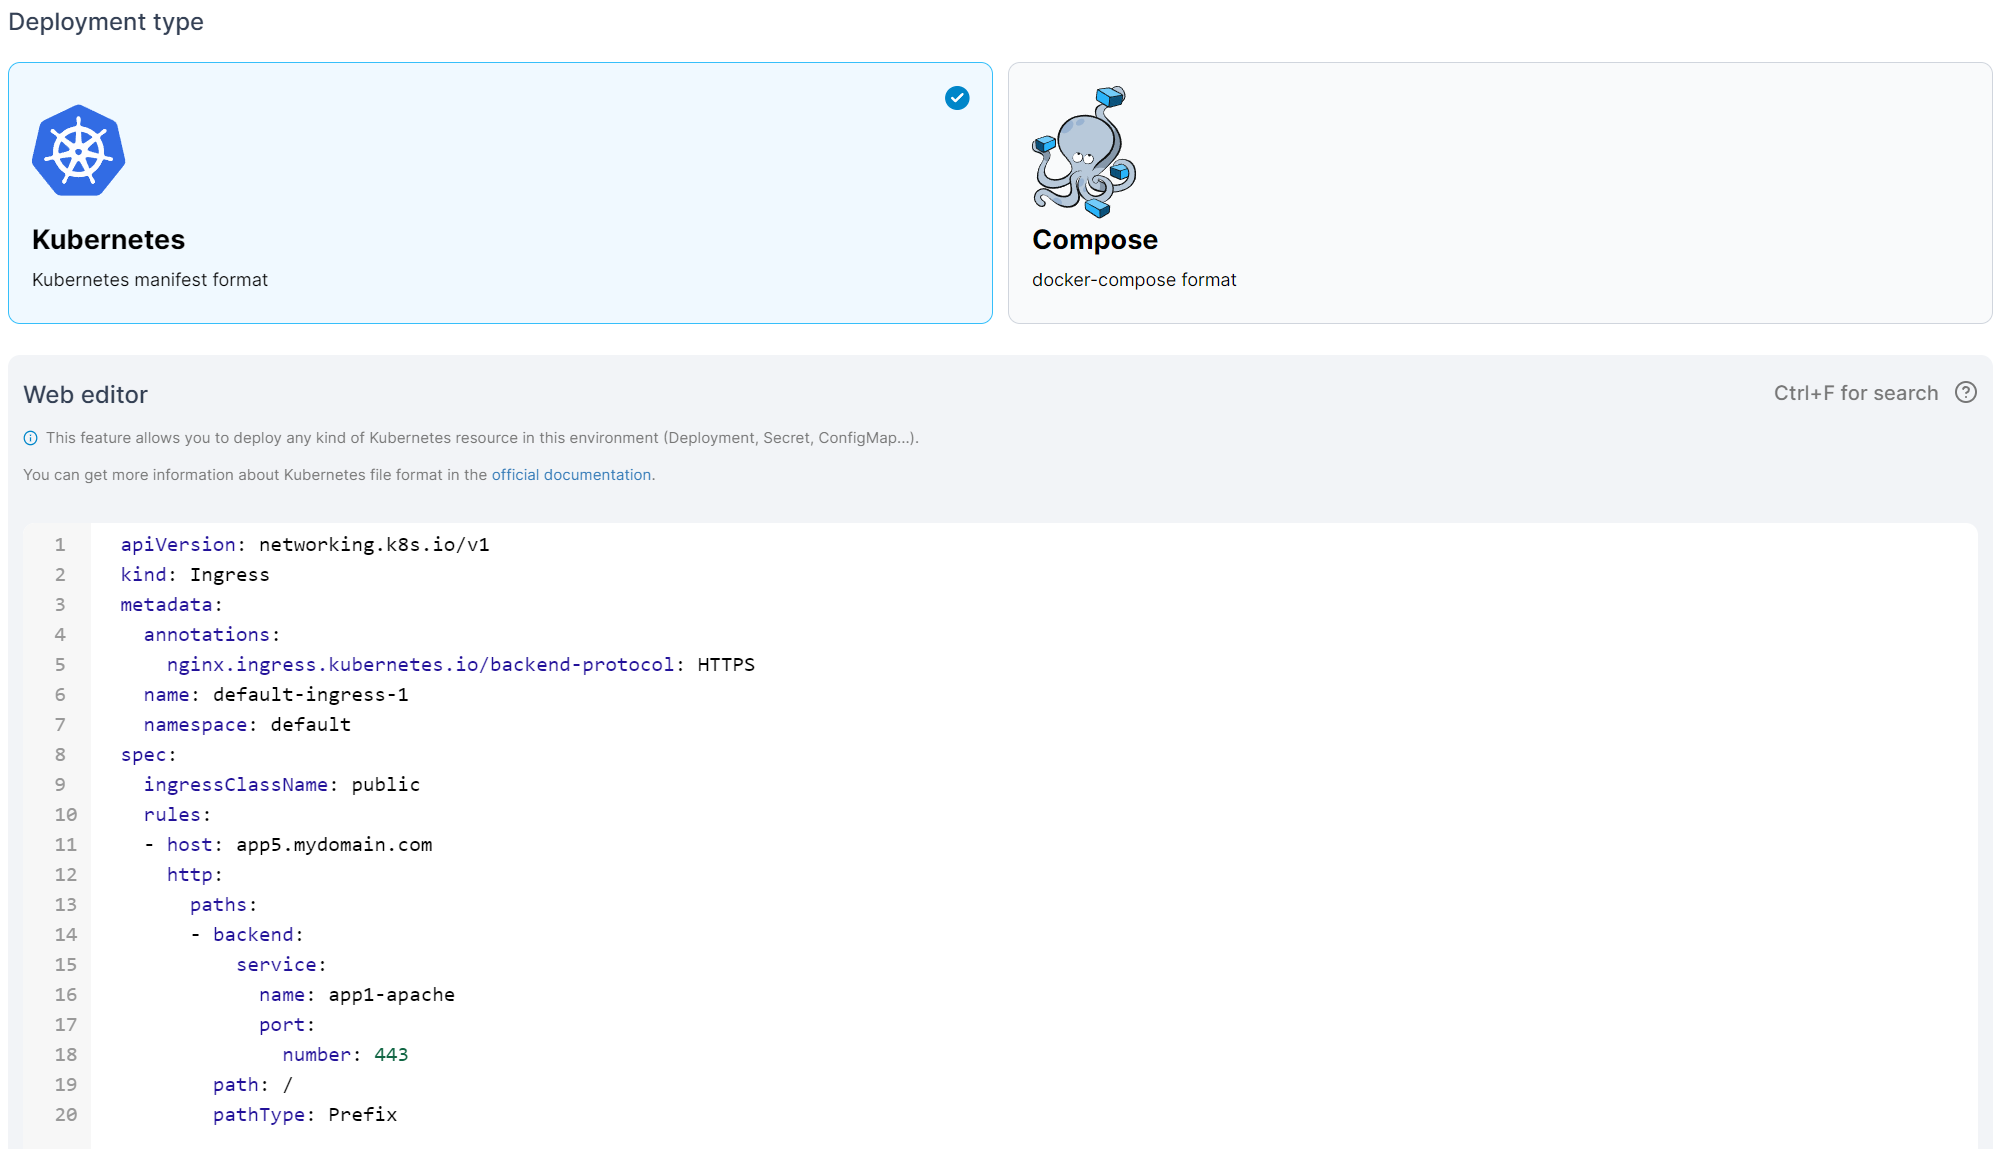 Deployment type
Kubernetes
Kubernetes manifest format
Compose
docker-compose format
Web editor
Ctrl+F for search
This feature allows you to deploy any kind of Kubernetes resource in this environment (Deployment, Secret, ConfigMap...).
You can get more information about Kubernetes file format in the official documentation.
1 apiVersion: networking.k8s.io/v1
2 kind: Ingress
3 metadata:
4   annotations:
5     nginx.ingress.kubernetes.io/backend-protocol: HTTPS
6   name: default-ingress-1
7   namespace: default
8 spec:
9   ingressClassName: public
10   rules:
11   - host: app5.mydomain.com
12     http:
13       paths:
14       - backend:
15           service:
16             name: app1-apache
17             port:
18               number: 443
19         path: /
20         pathType: Prefix